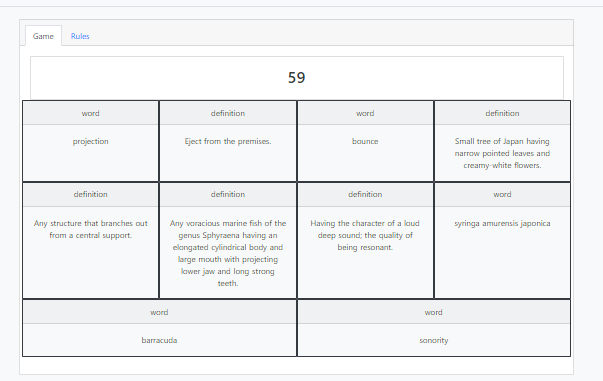 Game Rules
59
word definition word definition
projection
Eject from the premises.
bounce
Small tree of Japan having
narrow pointed leaves and
creamy-white flowers.
definition definition definition word
Any structure that branches out
from a central support.
Any voracious marine fish of the
genus Sphyraena having an
elongated cylindrical body and
large mouth with projecting
lower jaw and long strong
teeth.
Having the character of a loud
deep sound; the quality of
being resonant.
syringa amurensis japonica
word word
barracuda sonority